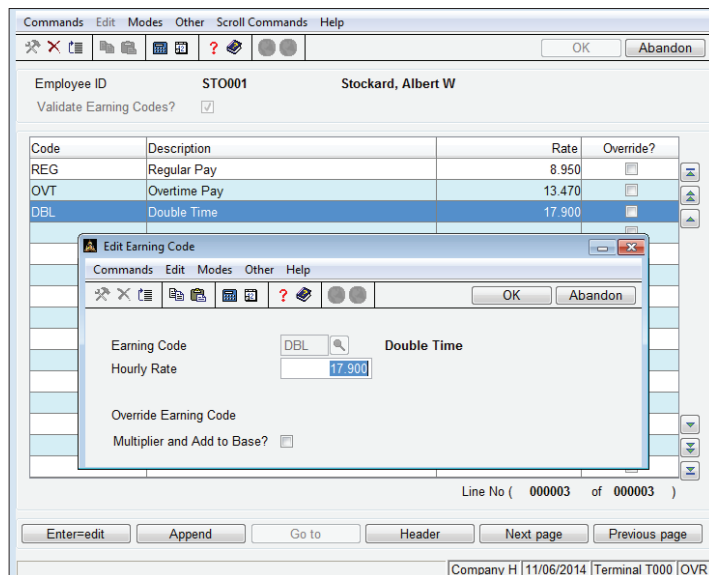 Commands Edit Modes Other Scroll Commands Help
OK Abandon
Employee ID STO001 Stockard, Albert W
Validate Earning Codes?
Code Description Rate Override?
REG Regular Pay 8.950
OVT Overtime Pay 13.470
DBL Double Time 17.900
Edit Earning Code
Commands Edit Modes Other Help
OK Abandon
Earning Code DBL Double Time
Hourly Rate 17.900
Override Earning Code
Multiplier and Add to Base?
Line No ( 000003 of 000003 )
Enter=edit Append Go to Header Next page Previous page
Company H 11/06/2014 Terminal T000 OVR